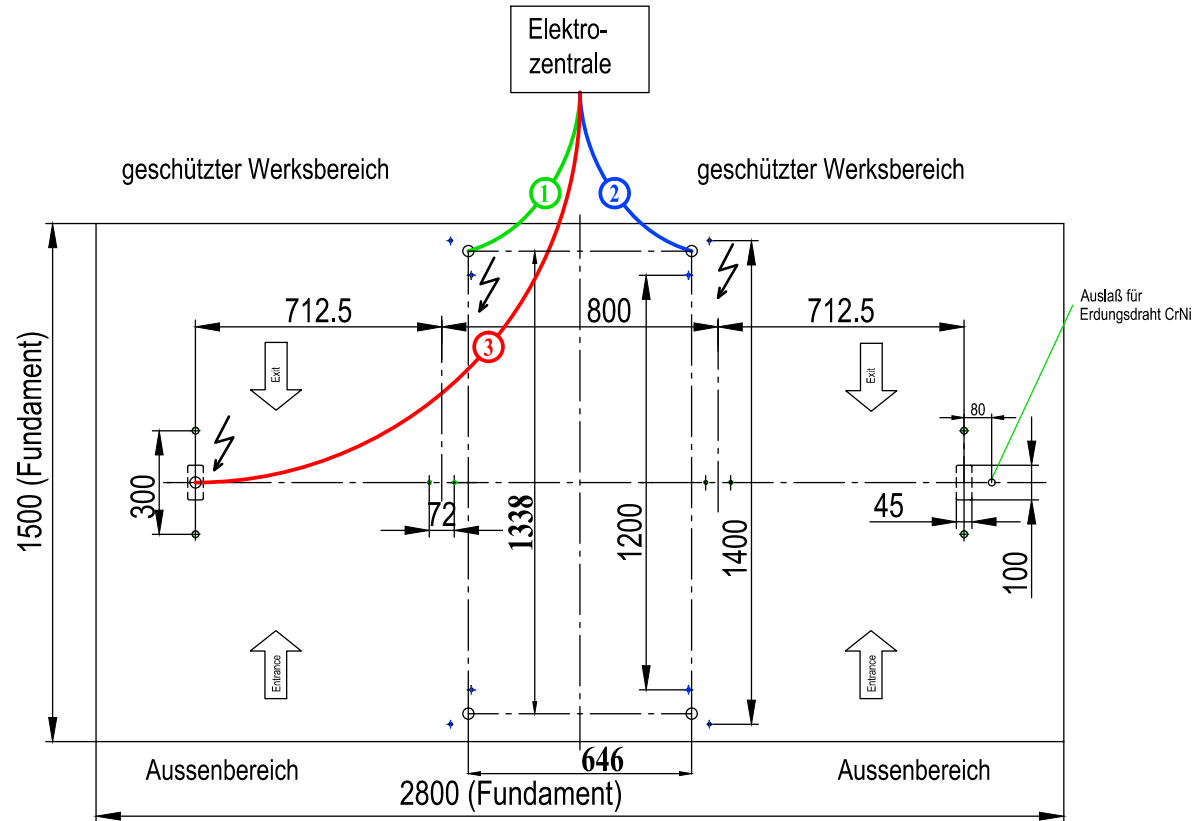 Elektro-
zentrale
geschützter Werksbereich
geschützter Werksbereich
1
2
Auslaß für
Erdungsdraht CrNi
712.5
800
712.5
3
Exit
Exit
80
1500 (Fundament)
300
72
1338
1200
1400
45
100
Entrance
Entrance
Aussenbereich
646
Aussenbereich
2800 (Fundament)